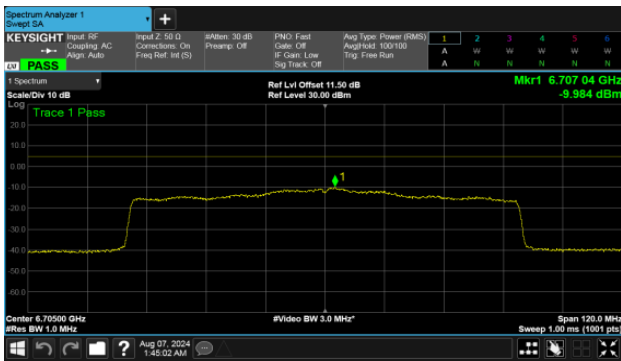 Spectrum Analyzer 1
Swept SA
+
KEYSIGHT Input: RF Input Z: 50 Ω #Atten: 30 dB PNO: Fast Avg Type: Power (RMS) 1 2 3 4 5 6
Coupling: AC Corrections: On Preamp: Off Gate: Off Avg|Hold: 100/100 A W W W W W
Align: Auto Freq Ref: Int (S) IF Gain: Low Trig: Free Run
LXI PASS Sig Track: Off A N N N N N
1 Spectrum Ref Lvl Offset 11.50 dB Mkr1 6.707 04 GHz
Scale/Div 10 dB Ref Level 30.00 dBm -9.984 dBm
Log
Trace 1 Pass
20.0
10.0
0.00
1
-10.0
-20.0
-30.0
-40.0
-50.0
-60.0
Center 6.70500 GHz #Video BW 3.0 MHz* Span 120.0 MHz
#Res BW 1.0 MHz Sweep 1.00 ms (1001 pts)
? Aug 07, 2024
1:45:02 AM